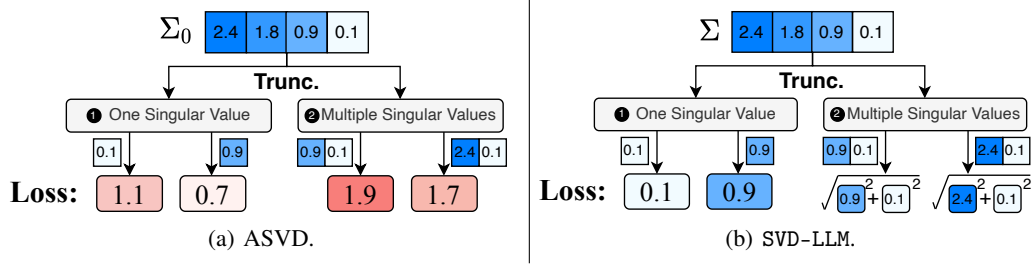 Σ₀ 2.4 1.8 0.9 0.1
Trunc.
❶ One Singular Value
❷ Multiple Singular Values
0.1 0.9 0.9 0.1 2.4 0.1
Loss: 1.1 0.7 1.9 1.7
(a) ASVD.
Σ 2.4 1.8 0.9 0.1
Trunc.
❶ One Singular Value
❷ Multiple Singular Values
0.1 0.9 0.9 0.1 2.4 0.1
Loss: 0.1 0.9 √0.9² + 0.1² √2.4² + 0.1²
(b) SVD-LLM.